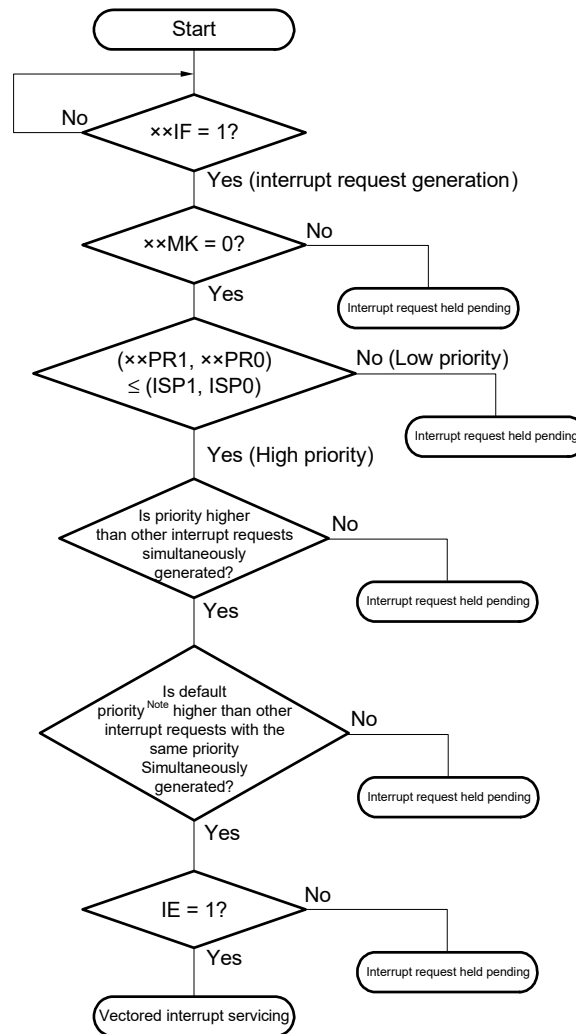 Start
No
××IF = 1?
Yes (interrupt request generation)
××MK = 0?
No
Yes
Interrupt request held pending
(××PR1, ××PR0)
≤ (ISP1, ISP0)
No (Low priority)
Interrupt request held pending
Yes (High priority)
Is priority higher
than other interrupt requests
simultaneously
generated?
No
Interrupt request held pending
Yes
Is default
priority Note higher than other
interrupt requests with the
same priority
Simultaneously
generated?
No
Interrupt request held pending
Yes
IE = 1?
No
Interrupt request held pending
Yes
Vectored interrupt servicing